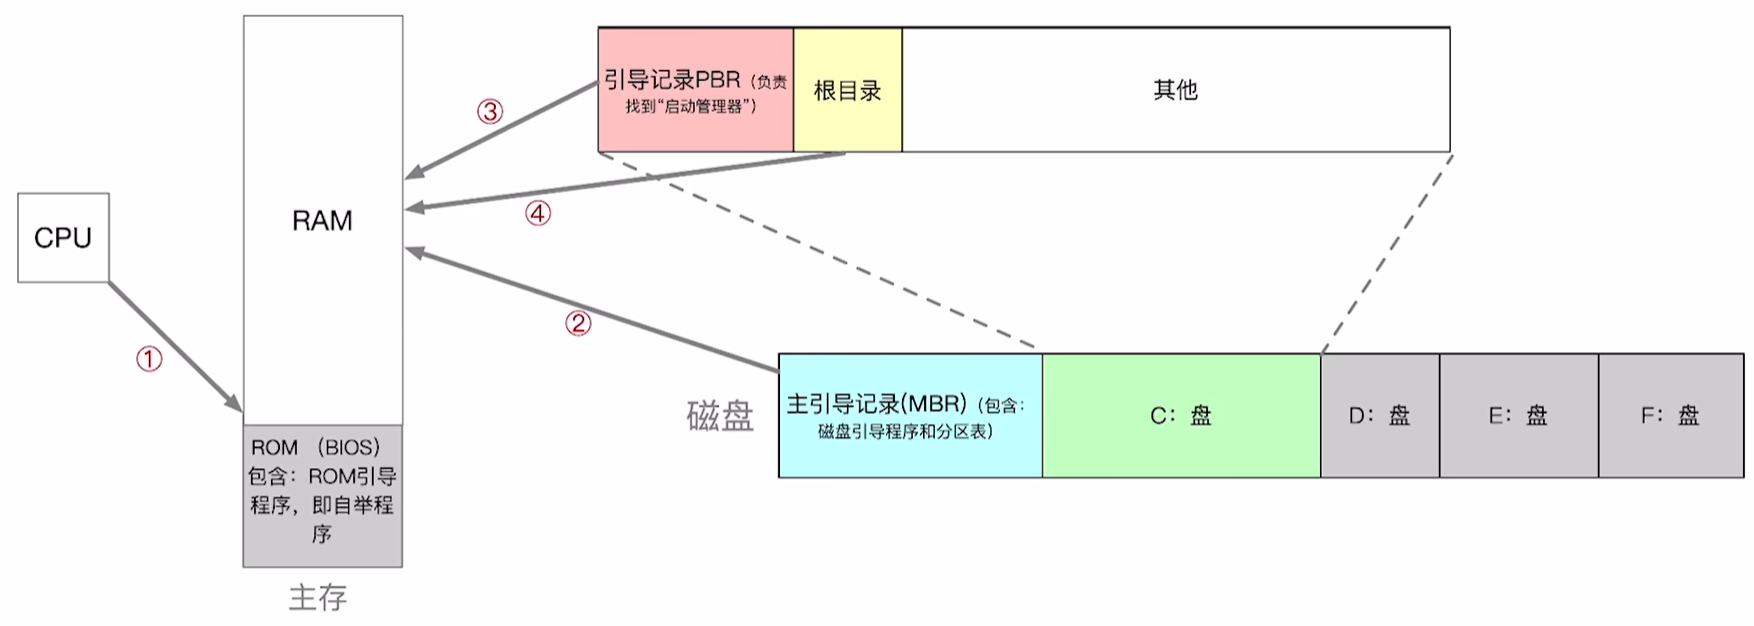 引导记录PBR（负责
找到“启动管理器”）
根目录
其他
③
④
CPU
RAM
②
①
磁盘
主引导记录(MBR)（包含：
磁盘引导程序和分区表）
C：盘
D：盘
E：盘
F：盘
ROM （BIOS）
包含：ROM引导
程序，即自举程
序
主存